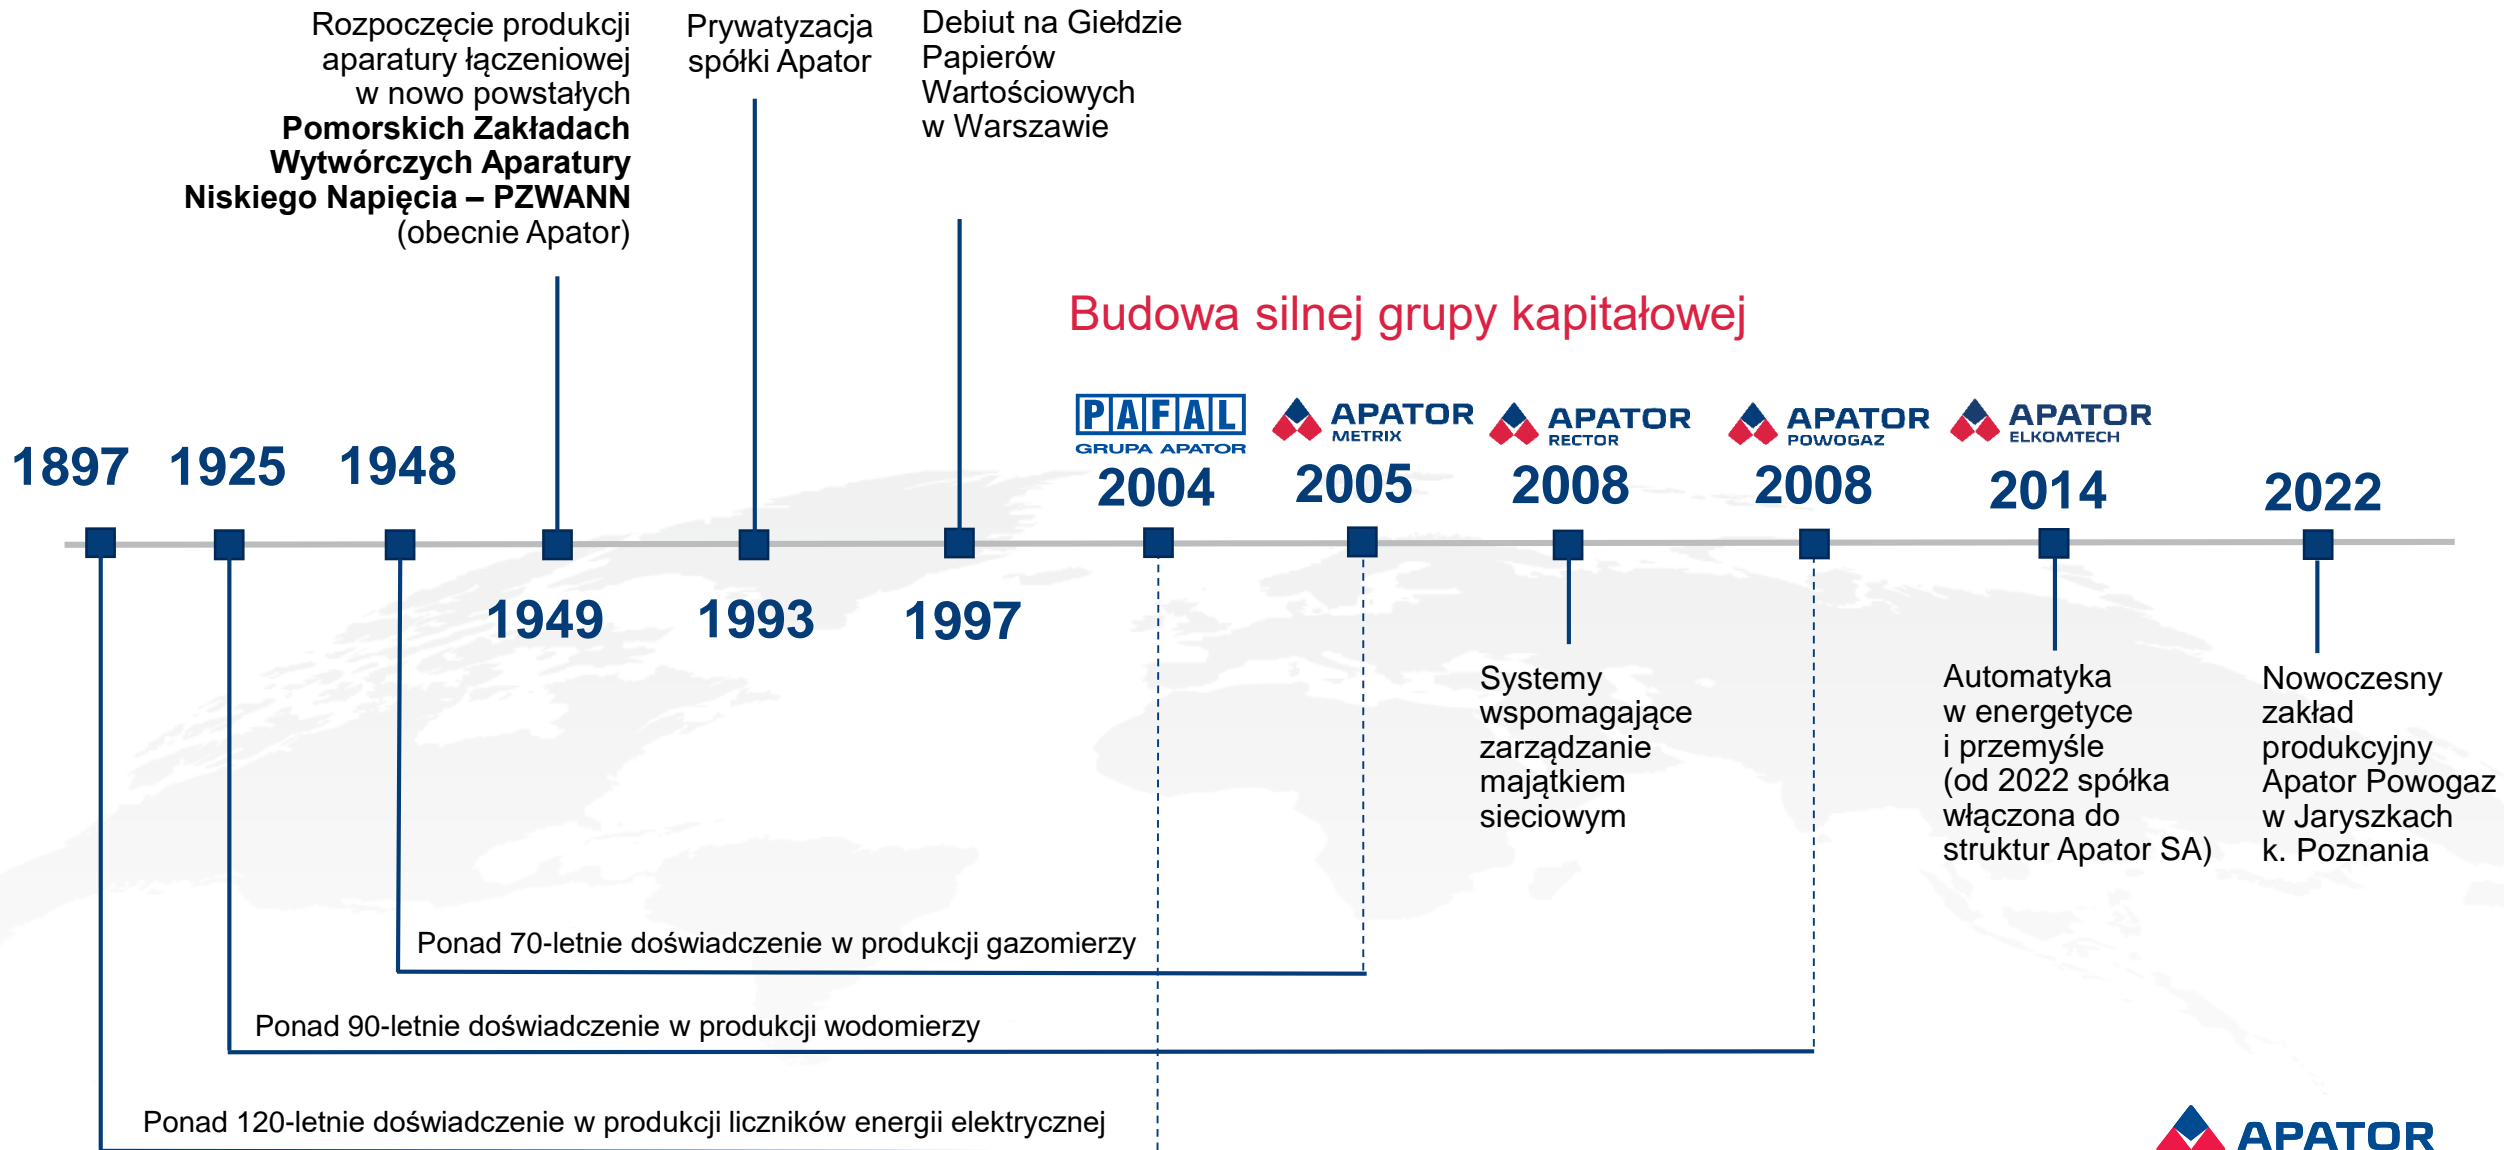 Rozpoczęcie produkcji
aparatury łączeniowej
w nowo powstałych
Pomorskich Zakładach
Wytwórczych Aparatury
Niskiego Napięcia – PZWANN
(obecnie Apator)
Prywatyzacja
spółki Apator
Debiut na Giełdzie
Papierów
Wartościowych
w Warszawie
Budowa silnej grupy kapitałowej
PAFAL
GRUPA APATOR
APATOR
METRIX
APATOR
RECTOR
APATOR
POWOGAZ
APATOR
ELKOMTECH
1897
1925
1948
2004
2005
2008
2008
2014
2022
1949
1993
1997
Systemy
wspomagające
zarządzanie
majątkiem
sieciowym
Automatyka
w energetyce
i przemyśle
(od 2022 spółka
włączona do
struktur Apator SA)
Nowoczesny
zakład
produkcyjny
Apator Powogaz
w Jaryszkach
k. Poznania
Ponad 70-letnie doświadczenie w produkcji gazomierzy
Ponad 90-letnie doświadczenie w produkcji wodomierzy
Ponad 120-letnie doświadczenie w produkcji liczników energii elektrycznej
APATOR